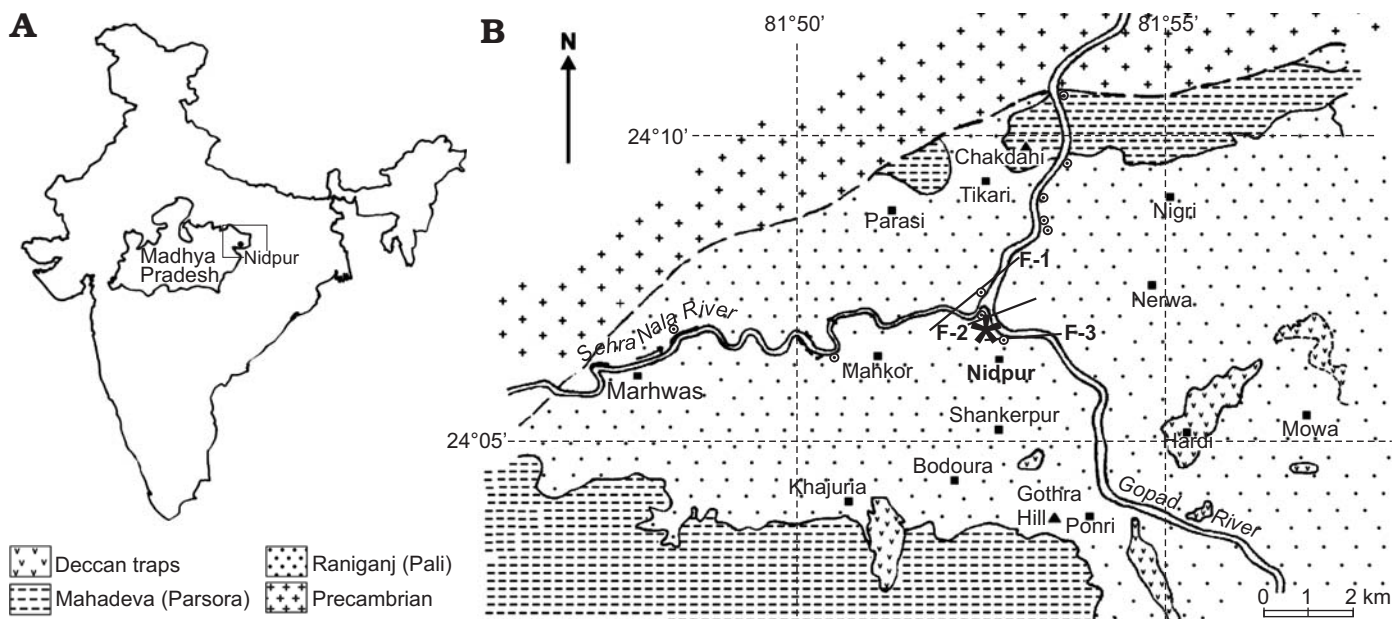 A
Madhya
Pradesh
Nidpur
Deccan traps
Mahadeva (Parsora)
Raniganj (Pali)
Precambrian
B
N
81°50’
81°55’
24°10’
Chakdahi
Tikari
Parasi
Nigri
F-1
Nerwa
Sehra Nala River
F-2
F-3
Marhwas
Mahkor
Nidpur
Shankerpur
24°05’
Hardi
Mowa
Bodoura
Khajuria
Gothra
Hill
Ponri
Gopad River
0 1 2 km